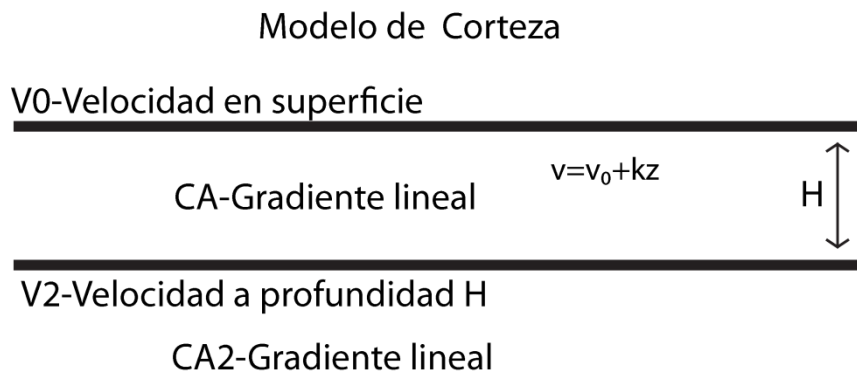 Modelo de Corteza
V0-Velocidad en superficie
CA-Gradiente lineal
v=v₀+kz
H
V2-Velocidad a profundidad H
CA2-Gradiente lineal